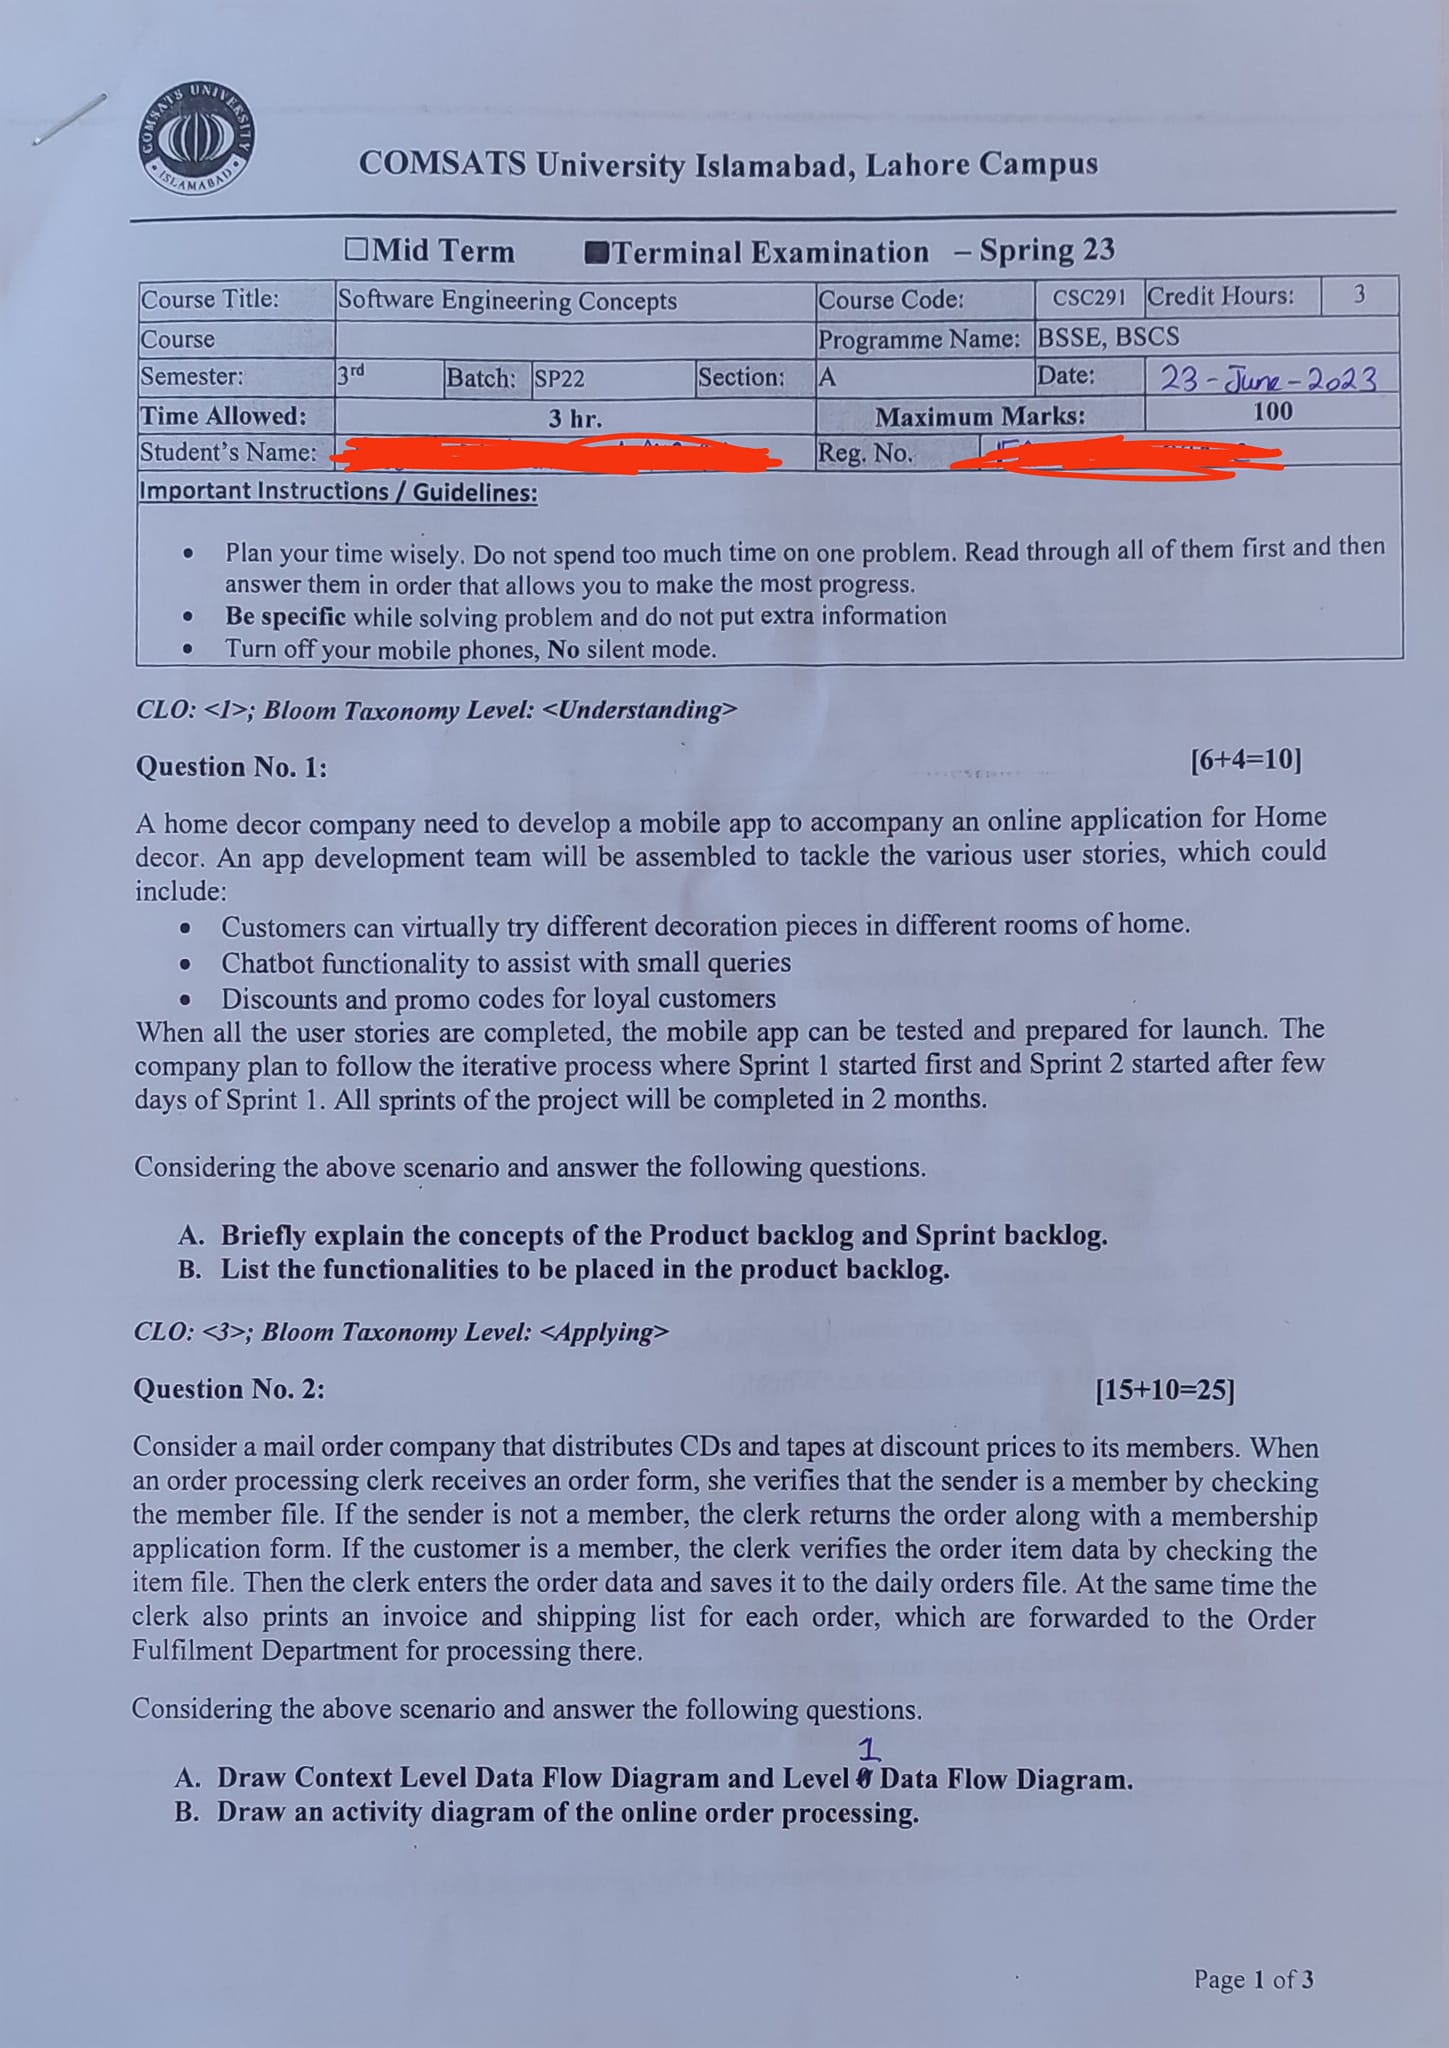 COMSATS UNIVERSITY
ISLAMABAD
COMSATS University Islamabad, Lahore Campus
☐Mid Term ■Terminal Examination – Spring 23
Course Title: Software Engineering Concepts Course Code: CSC291 Credit Hours: 3
Course Programme Name: BSSE, BSCS
Semester: 3rd Batch: SP22 Section: A Date: 23-June-2023
Time Allowed: 3 hr. Maximum Marks: 100
Student's Name: Reg. No.
Important Instructions / Guidelines:
• Plan your time wisely. Do not spend too much time on one problem. Read through all of them first and then
answer them in order that allows you to make the most progress.
• Be specific while solving problem and do not put extra information
• Turn off your mobile phones, No silent mode.
CLO: <1>; Bloom Taxonomy Level: <Understanding>
Question No. 1: [6+4=10]
A home decor company need to develop a mobile app to accompany an online application for Home
decor. An app development team will be assembled to tackle the various user stories, which could
include:
• Customers can virtually try different decoration pieces in different rooms of home.
• Chatbot functionality to assist with small queries
• Discounts and promo codes for loyal customers
When all the user stories are completed, the mobile app can be tested and prepared for launch. The
company plan to follow the iterative process where Sprint 1 started first and Sprint 2 started after few
days of Sprint 1. All sprints of the project will be completed in 2 months.
Considering the above scenario and answer the following questions.
A. Briefly explain the concepts of the Product backlog and Sprint backlog.
B. List the functionalities to be placed in the product backlog.
CLO: <3>; Bloom Taxonomy Level: <Applying>
Question No. 2: [15+10=25]
Consider a mail order company that distributes CDs and tapes at discount prices to its members. When
an order processing clerk receives an order form, she verifies that the sender is a member by checking
the member file. If the sender is not a member, the clerk returns the order along with a membership
application form. If the customer is a member, the clerk verifies the order item data by checking the
item file. Then the clerk enters the order data and saves it to the daily orders file. At the same time the
clerk also prints an invoice and shipping list for each order, which are forwarded to the Order
Fulfilment Department for processing there.
Considering the above scenario and answer the following questions.
1
A. Draw Context Level Data Flow Diagram and Level 0 Data Flow Diagram.
B. Draw an activity diagram of the online order processing.
Page 1 of 3